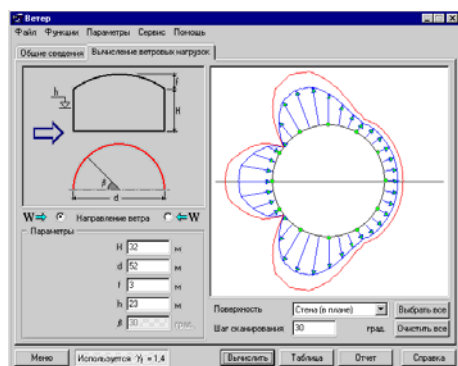 Ветер
Файл Функции Параметры Сервис Помощь
Общие сведения Вычисление ветровых нагрузок
f
h
H
β
d
W Направление ветра W
Параметры
H 32 м
d 52 м
f 3 м
h 23 м
β 30 град.
Поверхность Стена (в плане) Выбрать все
Шаг сканирования 30 град. Очистить все
Меню Используется γf = 1,4 Вычислить Таблица Отчет Справка